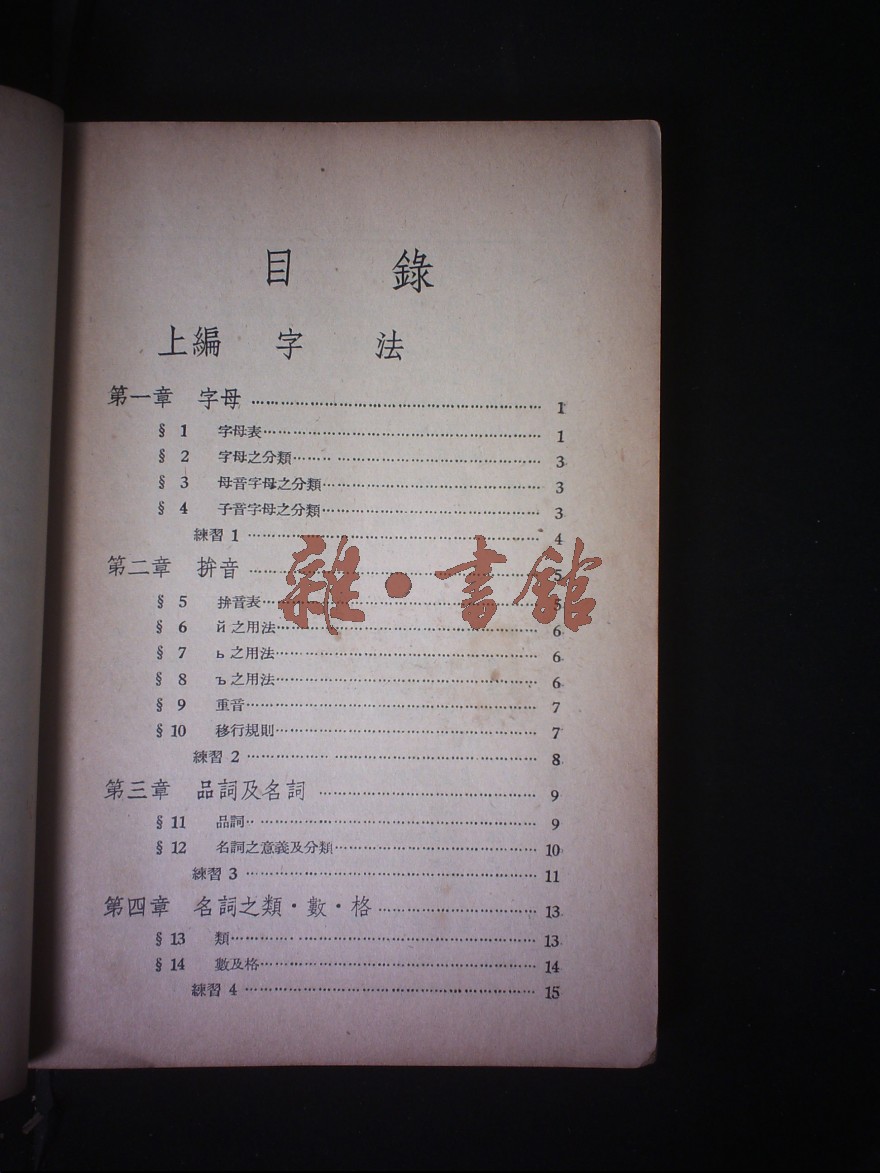 目 錄
上編 字 法
第一章 字母 ………………………… 1
§ 1 字母表………………………… 1
§ 2 字母之分類………………………… 3
§ 3 母音字母之分類………………………… 3
§ 4 子音字母之分類………………………… 3
練習 1 ………………………… 4
第二章 拚音 ………………………… 5
§ 5 拚音表………………………… 5
§ 6 й 之用法………………………… 6
§ 7 ь 之用法………………………… 6
§ 8 ъ 之用法………………………… 6
§ 9 重音………………………… 7
§ 10 移行規則………………………… 7
練習 2 ………………………… 8
第三章 品詞及名詞 ………………………… 9
§ 11 品詞………………………… 9
§ 12 名詞之意義及分類………………………… 10
練習 3 ………………………… 11
第四章 名詞之類・數・格 ………………………… 13
§ 13 類………………………… 13
§ 14 數及格………………………… 14
練習 4 ………………………… 15
雜・書館